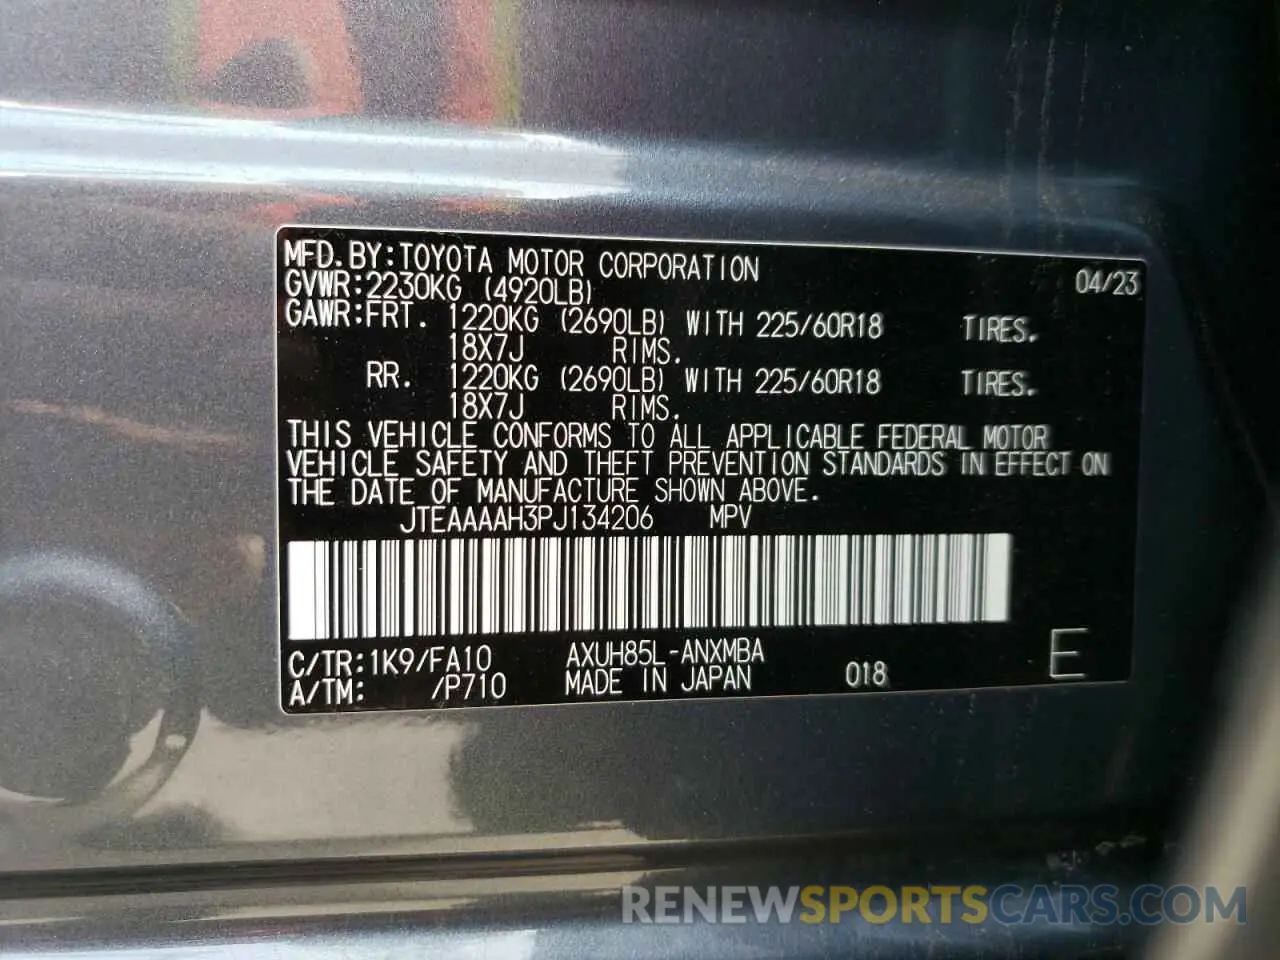 MFD.BY:TOYOTA MOTOR CORPORATION 04/23
GVWR:2230KG (4920LB)
GAWR:FRT. 1220KG (2690LB) WITH 225/60R18 TIRES.
18X7J RIMS.
RR. 1220KG (2690LB) WITH 225/60R18 TIRES.
18X7J RIMS.
THIS VEHICLE CONFORMS TO ALL APPLICABLE FEDERAL MOTOR
VEHICLE SAFETY AND THEFT PREVENTION STANDARDS IN EFFECT ON
THE DATE OF MANUFACTURE SHOWN ABOVE.
JTEAAAAH3PJ134206 MPV
C/TR:1K9/FA10 AXUH85L-ANXMBA
A/TM: /P710 MADE IN JAPAN 018 E
RENEWSPORTSCARS.COM